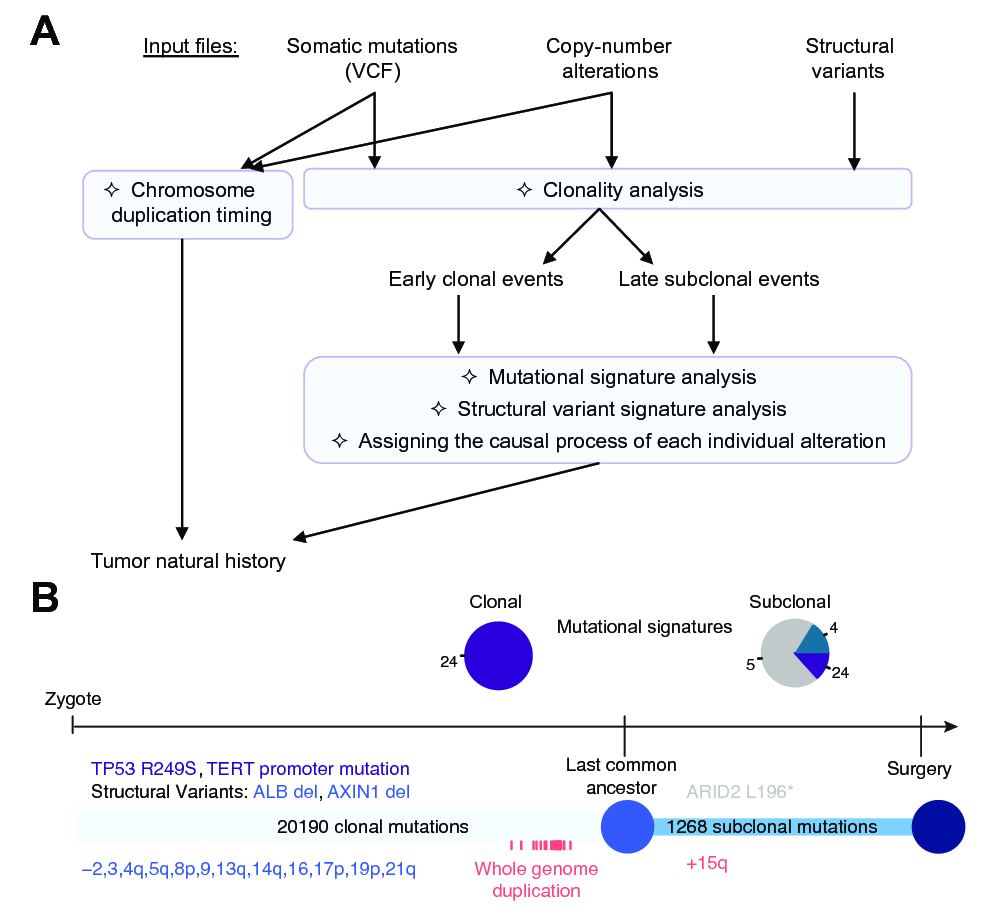 A
Input files:
Somatic mutations
(VCF)
Copy-number
alterations
Structural
variants
✧ Chromosome
duplication timing
✧ Clonality analysis
Early clonal events
Late subclonal events
✧ Mutational signature analysis
✧ Structural variant signature analysis
✧ Assigning the causal process of each individual alteration
Tumor natural history
B
Clonal
24
Mutational signatures
Subclonal
4
5
24
Zygote
Last common
ancestor
Surgery
TP53 R249S, TERT promoter mutation
Structural Variants: ALB del, AXIN1 del
ARID2 L196*
20190 clonal mutations
1268 subclonal mutations
−2,3,4q,5q,8p,9,13q,14q,16,17p,19p,21q
Whole genome
duplication
+15q